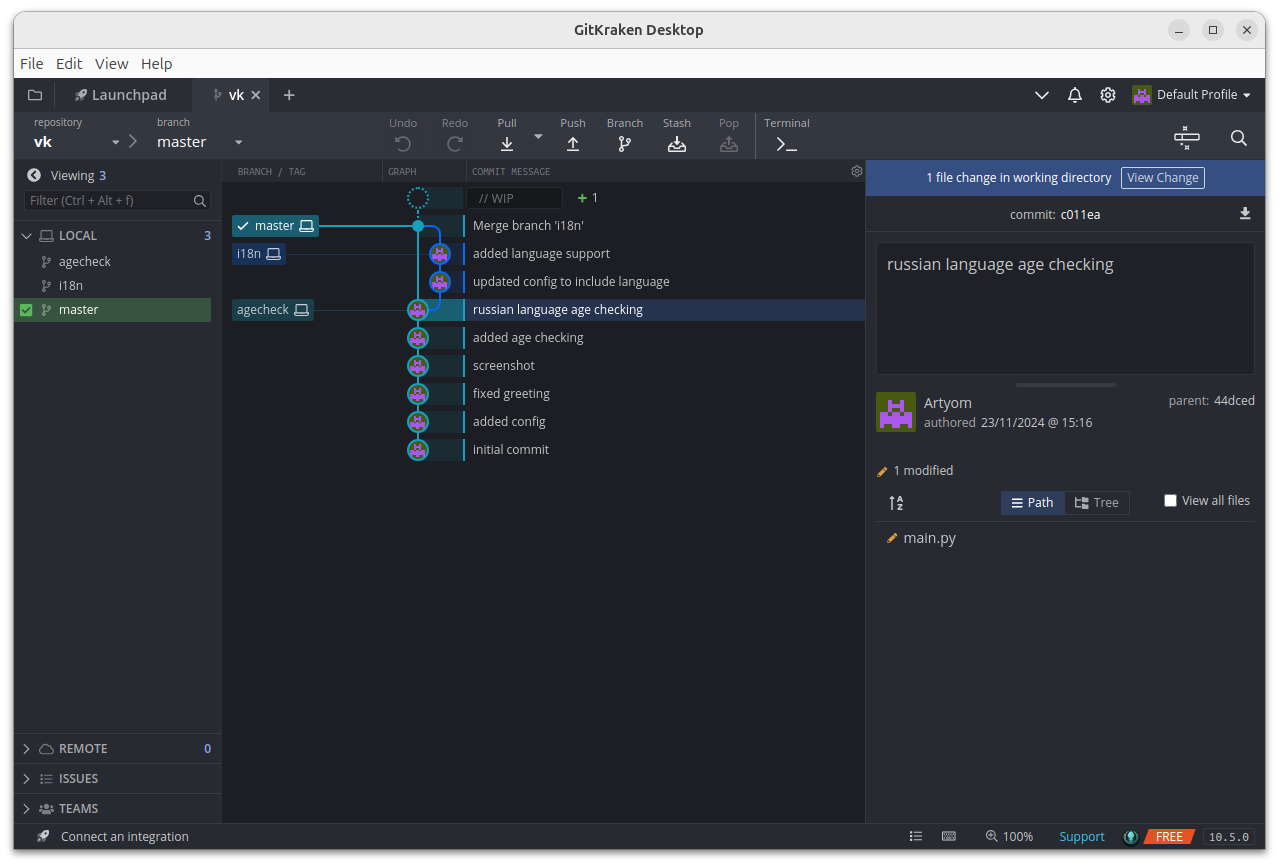 GitKraken Desktop
File Edit View Help
Launchpad vk Default Profile
repository branch Undo Redo Pull Push Branch Stash Pop Terminal
vk master
Viewing 3
Filter (Ctrl + Alt + f)
LOCAL 3
agecheck
i18n
master
REMOTE 0
ISSUES
TEAMS
BRANCH / TAG GRAPH COMMIT MESSAGE
// WIP + 1
master Merge branch 'i18n'
i18n added language support
updated config to include language
agecheck russian language age checking
added age checking
screenshot
fixed greeting
added config
initial commit
1 file change in working directory View Change
commit: c011ea
russian language age checking
Artyom parent: 44dced
authored 23/11/2024 @ 15:16
1 modified
A Z Path Tree View all files
main.py
Connect an integration 100% Support FREE 10.5.0